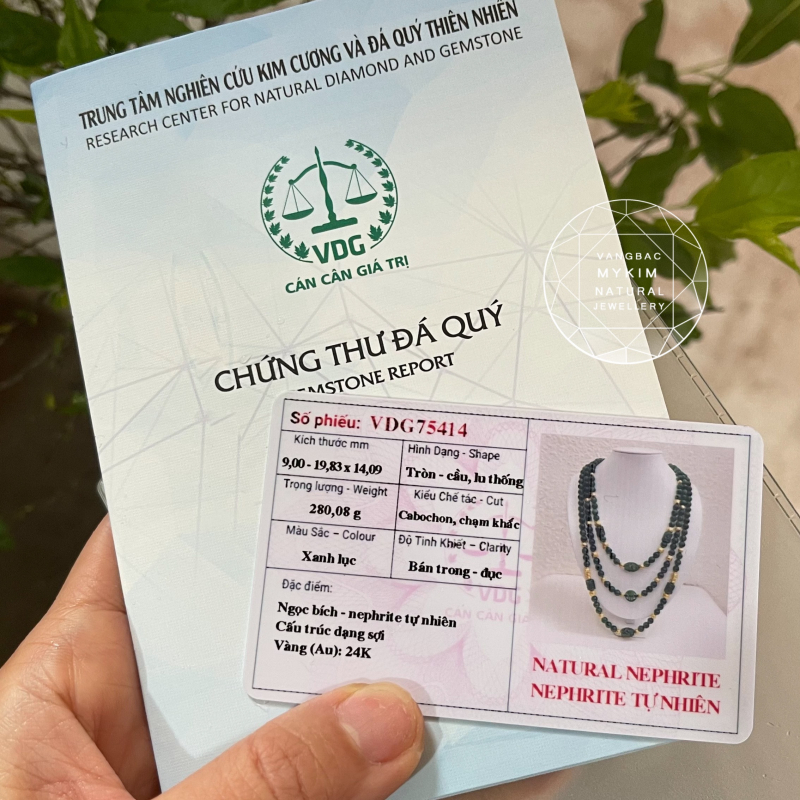 TRUNG TÂM NGHIÊN CỨU KIM CƯƠNG VÀ ĐÁ QUÝ THIÊN NHIÊN
RESEARCH CENTER FOR NATURAL DIAMOND AND GEMSTONE
VDG
CÁN CÂN GIÁ TRỊ
CHỨNG THƯ ĐÁ QUÝ
EMSTONE REPORT
VANGBAC
MYKIM
NATURAL
JEWELLERY
Số phiếu: VDG75414
Kích thước mm
9,00 - 19,83 x 14,09
Hình Dạng - Shape
Tròn - cầu, lu thống
Trọng lượng - Weight
280,08 g
Kiểu Chế tác - Cut
Cabochon, chạm khắc
Màu Sắc – Colour
Xanh lục
Độ Tinh Khiết – Clarity
Bán trong - đục
Đặc điểm:
Ngọc bích - nephrite tự nhiên
Cấu trúc dạng sợi
Vàng (Au): 24K
VDG
CÁN CÂN GIÁ
NATURAL NEPHRITE
NEPHRITE TỰ NHIÊN